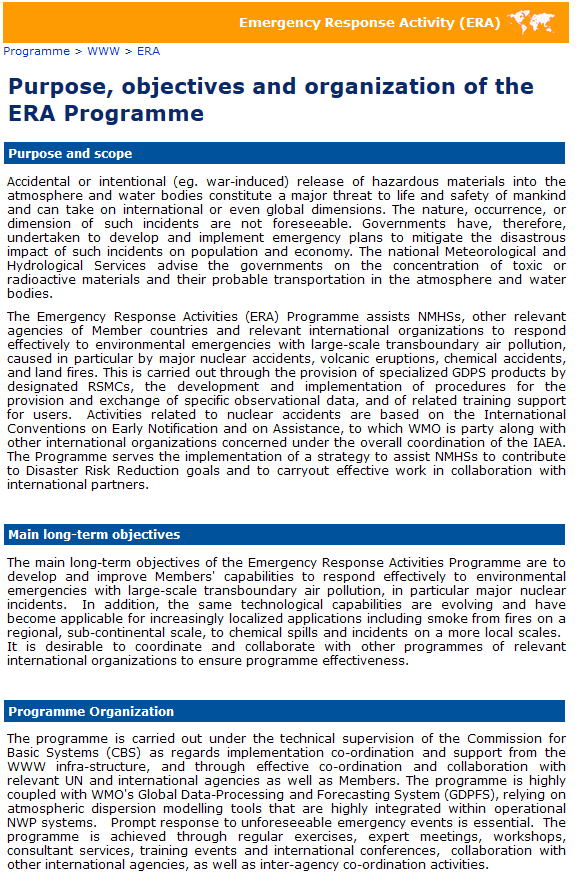 Emergency Response Activity (ERA)
Programme > WWW > ERA
Purpose, objectives and organization of the
ERA Programme
Purpose and scope
Accidental or intentional (eg. war-induced) release of hazardous materials into the
atmosphere and water bodies constitute a major threat to life and safety of mankind
and can take on international or even global dimensions. The nature, occurrence, or
dimension of such incidents are not foreseeable. Governments have, therefore,
undertaken to develop and implement emergency plans to mitigate the disastrous
impact of such incidents on population and economy. The national Meteorological and
Hydrological Services advise the governments on the concentration of toxic or
radioactive materials and their probable transportation in the atmosphere and water
bodies.
The Emergency Response Activities (ERA) Programme assists NMHSs, other relevant
agencies of Member countries and relevant international organizations to respond
effectively to environmental emergencies with large-scale transboundary air pollution,
caused in particular by major nuclear accidents, volcanic eruptions, chemical accidents,
and land fires. This is carried out through the provision of specialized GDPS products by
designated RSMCs, the development and implementation of procedures for the
provision and exchange of specific observational data, and of related training support
for users. Activities related to nuclear accidents are based on the International
Conventions on Early Notification and on Assistance, to which WMO is party along with
other international organizations concerned under the overall coordination of the IAEA.
The Programme serves the implementation of a strategy to assist NMHSs to contribute
to Disaster Risk Reduction goals and to carryout effective work in collaboration with
international partners.
Main long-term objectives
The main long-term objectives of the Emergency Response Activities Programme are to
develop and improve Members' capabilities to respond effectively to environmental
emergencies with large-scale transboundary air pollution, in particular major nuclear
incidents. In addition, the same technological capabilities are evolving and have
become applicable for increasingly localized applications including smoke from fires on a
regional, sub-continental scale, to chemical spills and incidents on a more local scales.
It is desirable to coordinate and collaborate with other programmes of relevant
international organizations to ensure programme effectiveness.
Programme Organization
The programme is carried out under the technical supervision of the Commission for
Basic Systems (CBS) as regards implementation co-ordination and support from the
WWW infra-structure, and through effective co-ordination and collaboration with
relevant UN and international agencies as well as Members. The programme is highly
coupled with WMO's Global Data-Processing and Forecasting System (GDPFS), relying on
atmospheric dispersion modelling tools that are highly integrated within operational
NWP systems. Prompt response to unforeseeable emergency events is essential. The
programme is achieved through regular exercises, expert meetings, workshops,
consultant services, training events and international conferences, collaboration with
other international agencies, as well as inter-agency co-ordination activities.